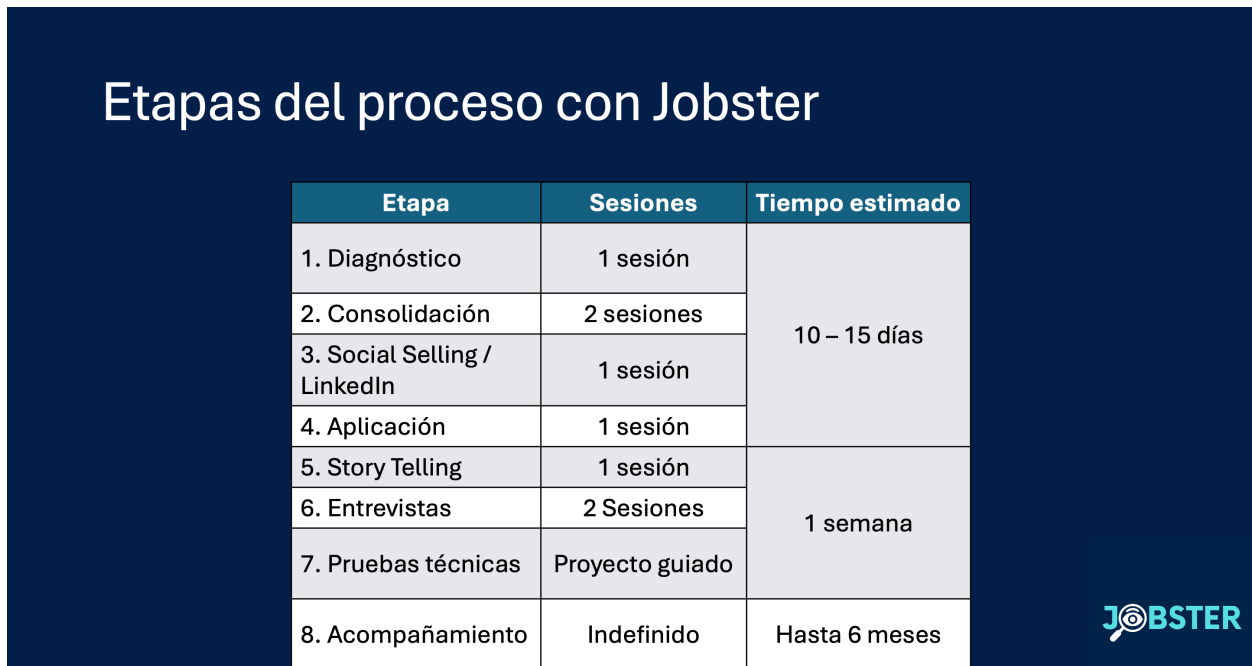 Etapas del proceso con Jobster
Etapa Sesiones Tiempo estimado
1. Diagnóstico 1 sesión
2. Consolidación 2 sesiones
10 – 15 días
3. Social Selling /
LinkedIn
1 sesión
4. Aplicación 1 sesión
5. Story Telling 1 sesión
6. Entrevistas 2 Sesiones
1 semana
7. Pruebas técnicas Proyecto guiado
8. Acompañamiento Indefinido Hasta 6 meses
JOBSTER